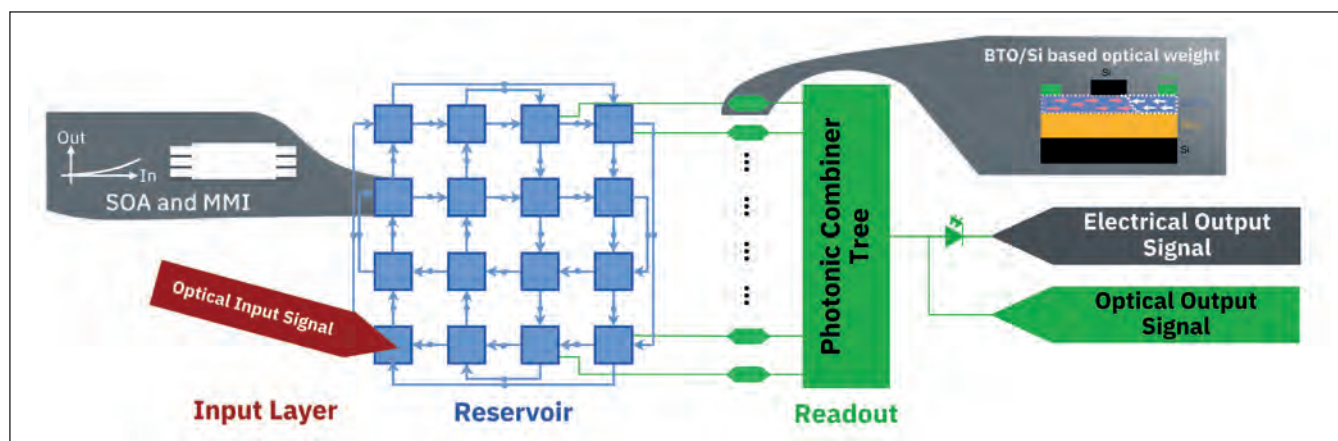 BTO/Si based optical weight
Si
Out
In
SOA and MMI
Si
Optical Input Signal
Photonic Combiner
Tree
Electrical Output
Signal
Optical Output
Signal
Input Layer
Reservoir
Readout